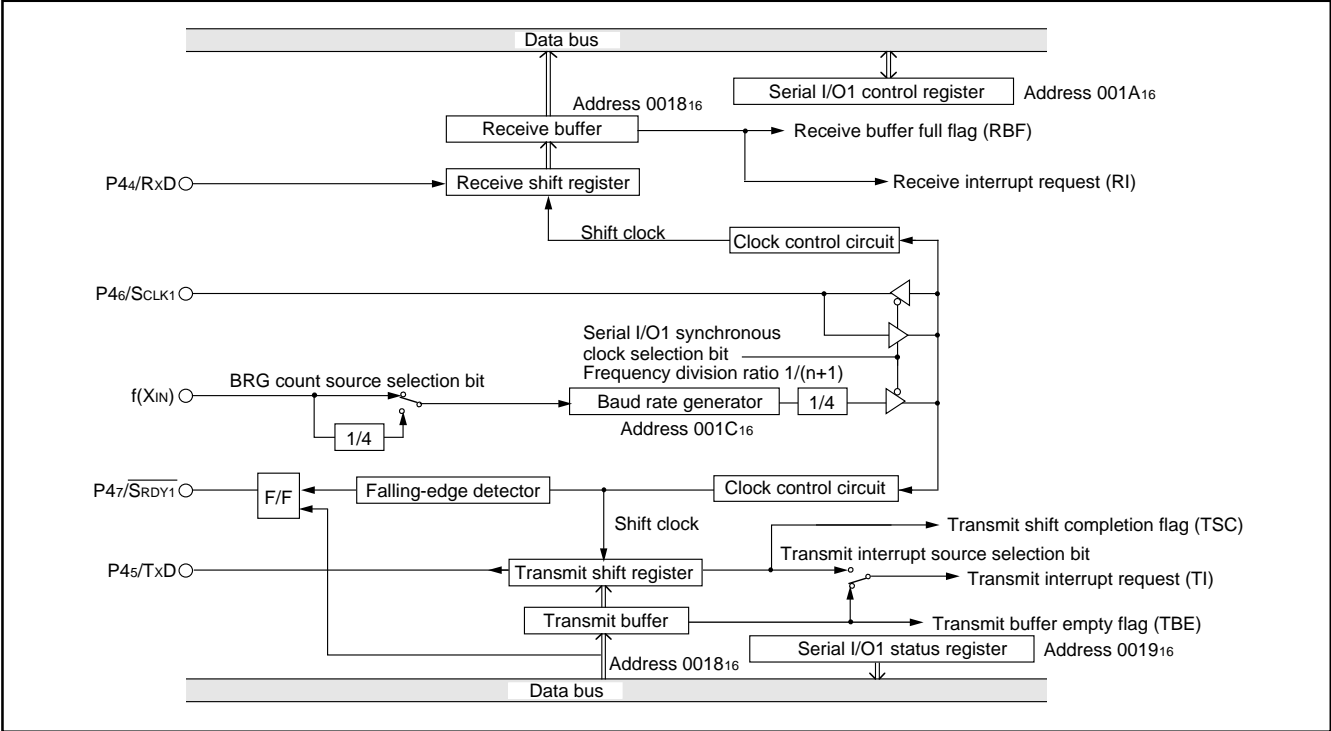 Data bus
Serial I/O1 control register
Address 001A16
Address 001816
Receive buffer
Receive buffer full flag (RBF)
P44/RXD
Receive shift register
Receive interrupt request (RI)
Shift clock
Clock control circuit
P46/SCLK1
Serial I/O1 synchronous
clock selection bit
Frequency division ratio 1/(n+1)
BRG count source selection bit
f(XIN)
Baud rate generator
1/4
Address 001C16
1/4
P47/SRDY1
F/F
Falling-edge detector
Clock control circuit
Shift clock
Transmit shift completion flag (TSC)
Transmit interrupt source selection bit
P45/TXD
Transmit shift register
Transmit interrupt request (TI)
Transmit buffer
Transmit buffer empty flag (TBE)
Address 001816
Serial I/O1 status register
Address 001916
Data bus